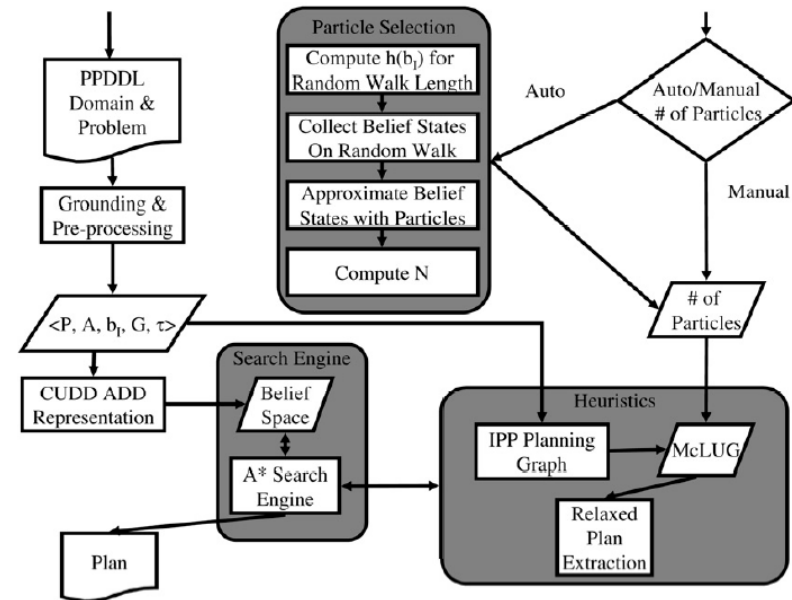 PPDDL
Domain &
Problem
Grounding &
Pre-processing
<P, A, b_I, G, τ>
CUDD ADD
Representation
Particle Selection
Compute h(b_I) for
Random Walk Length
Collect Belief States
On Random Walk
Approximate Belief
States with Particles
Compute N
Auto
Auto/Manual
# of Particles
Manual
# of
Particles
Search Engine
Belief
Space
A* Search
Engine
Plan
Heuristics
IPP Planning
Graph
McLUG
Relaxed
Plan
Extraction